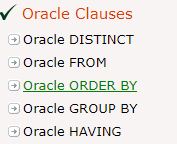 Oracle Clauses
Oracle DISTINCT
Oracle FROM
Oracle ORDER BY
Oracle GROUP BY
Oracle HAVING